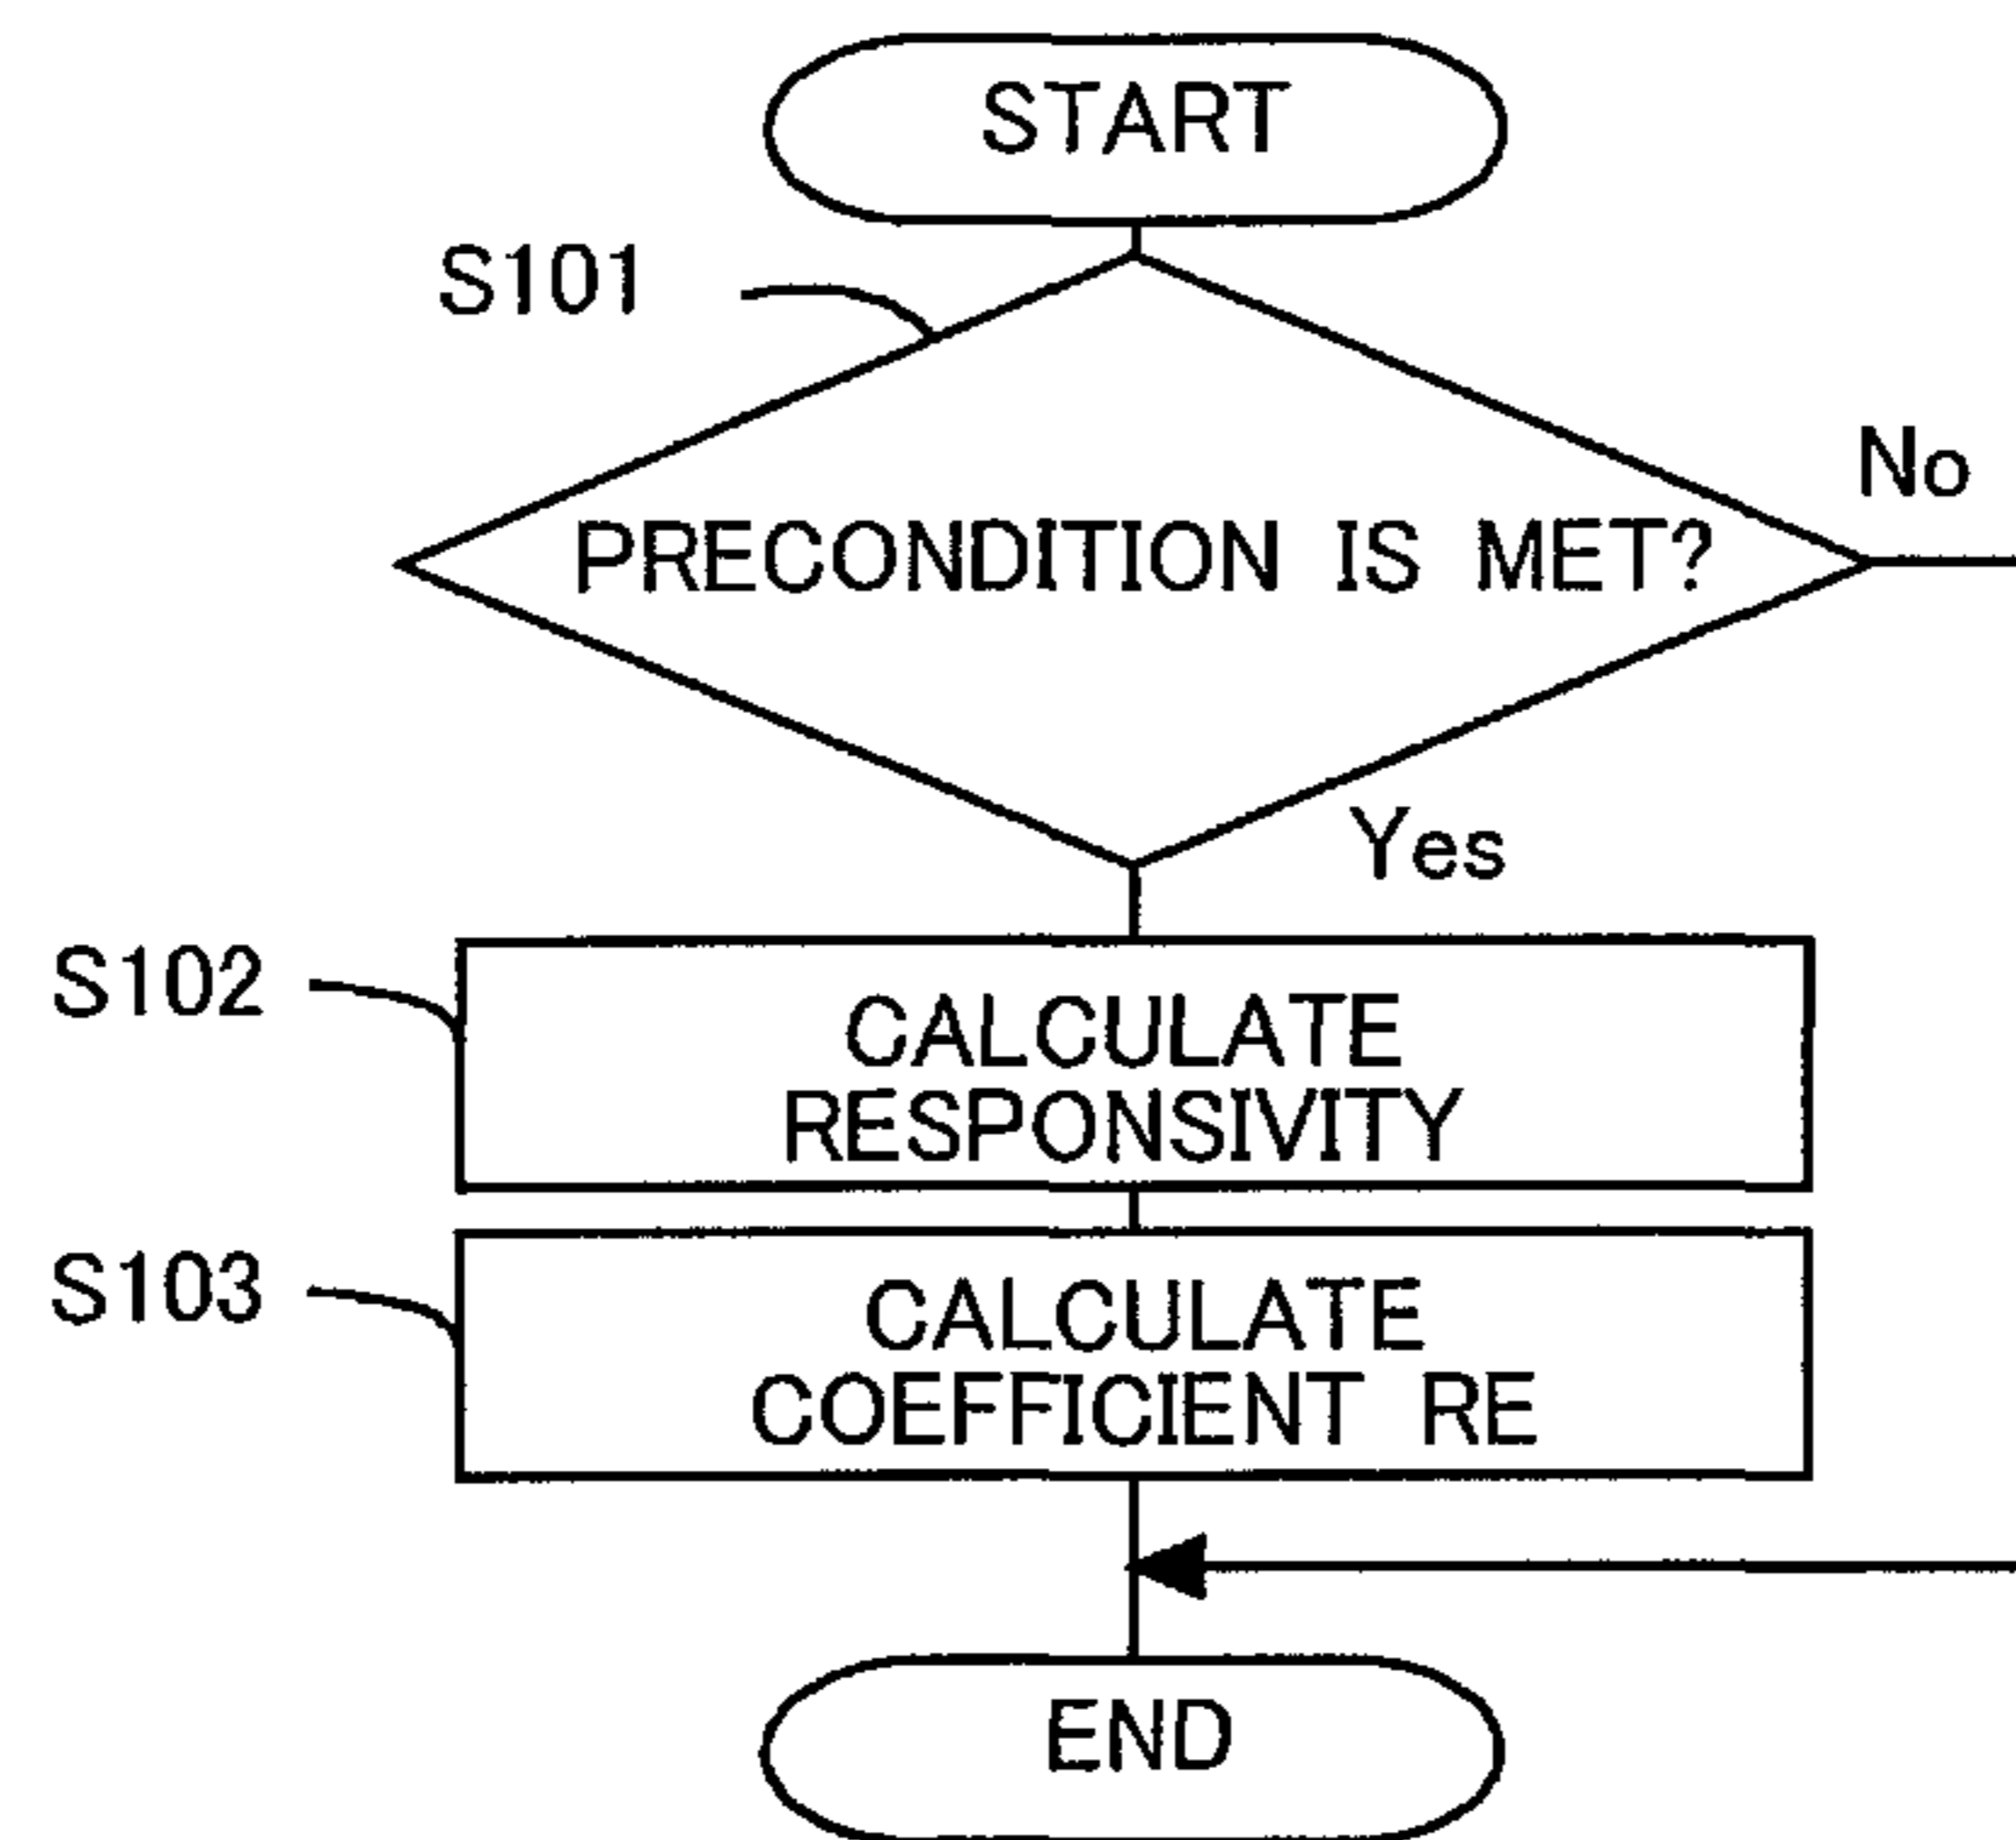 START
S101
No
PRECONDITION IS MET?
Yes
S102
CALCULATE
RESPONSIVITY
S103
CALCULATE
COEFFICIENT RE
END